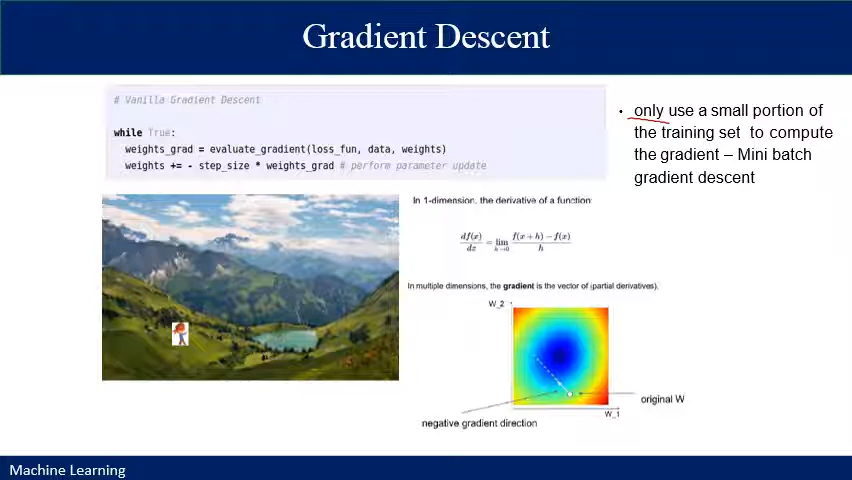 Gradient Descent
# Vanilla Gradient Descent
while True:
weights_grad = evaluate_gradient(loss_fun, data, weights)
weights += - step_size * weights_grad # perform parameter update
• only use a small portion of
the training set to compute
the gradient – Mini batch
gradient descent
In 1-dimension, the derivative of a function:
df(x)/dx = lim h→0 f(x + h) − f(x)/h
In multiple dimensions, the gradient is the vector of (partial derivatives).
W_2
original W
W_1
negative gradient direction
Machine Learning